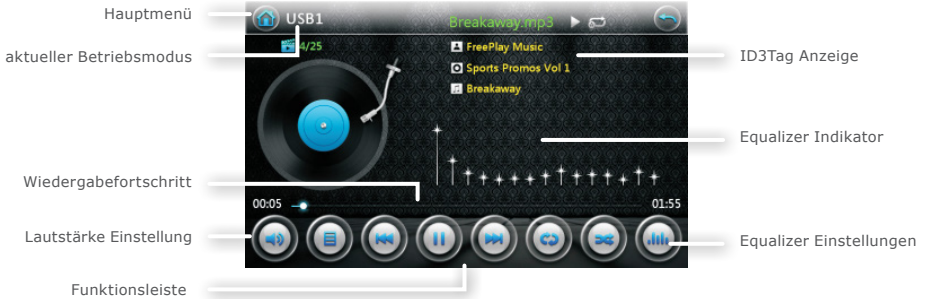 Hauptmenü
USB1
Breakaway.mp3
aktueller Betriebsmodus
4/25
FreePlay Music
ID3Tag Anzeige
Sports Promos Vol 1
Breakaway
Equalizer Indikator
Wiedergabefortschritt
00:05
01:55
Lautstärke Einstellung
Equalizer Einstellungen
Funktionsleiste